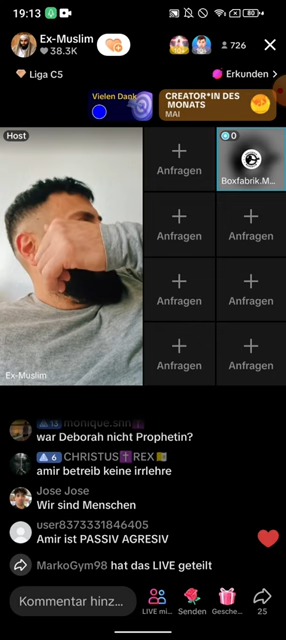 19:13
80
Ex-Muslim
38.3K
726
Liga C5
Erkunden >
Vielen Dank
CREATOR*IN DES
MONATS
MAI
Host
Anfragen
0
Boxfabrik.M...
Anfragen
Anfragen
Anfragen
Anfragen
Anfragen
Anfragen
Ex-Muslim
13 monique.snn
war Deborah nicht Prophetin?
6 CHRISTUS REX
amir betreib keine irrlehre
Jose Jose
Wir sind Menschen
user8373331846405
Amir ist PASSIV AGRESIV
MarkoGym98 hat das LIVE geteilt
Kommentar hinz...
LIVE mi...
Senden
Gesche...
25